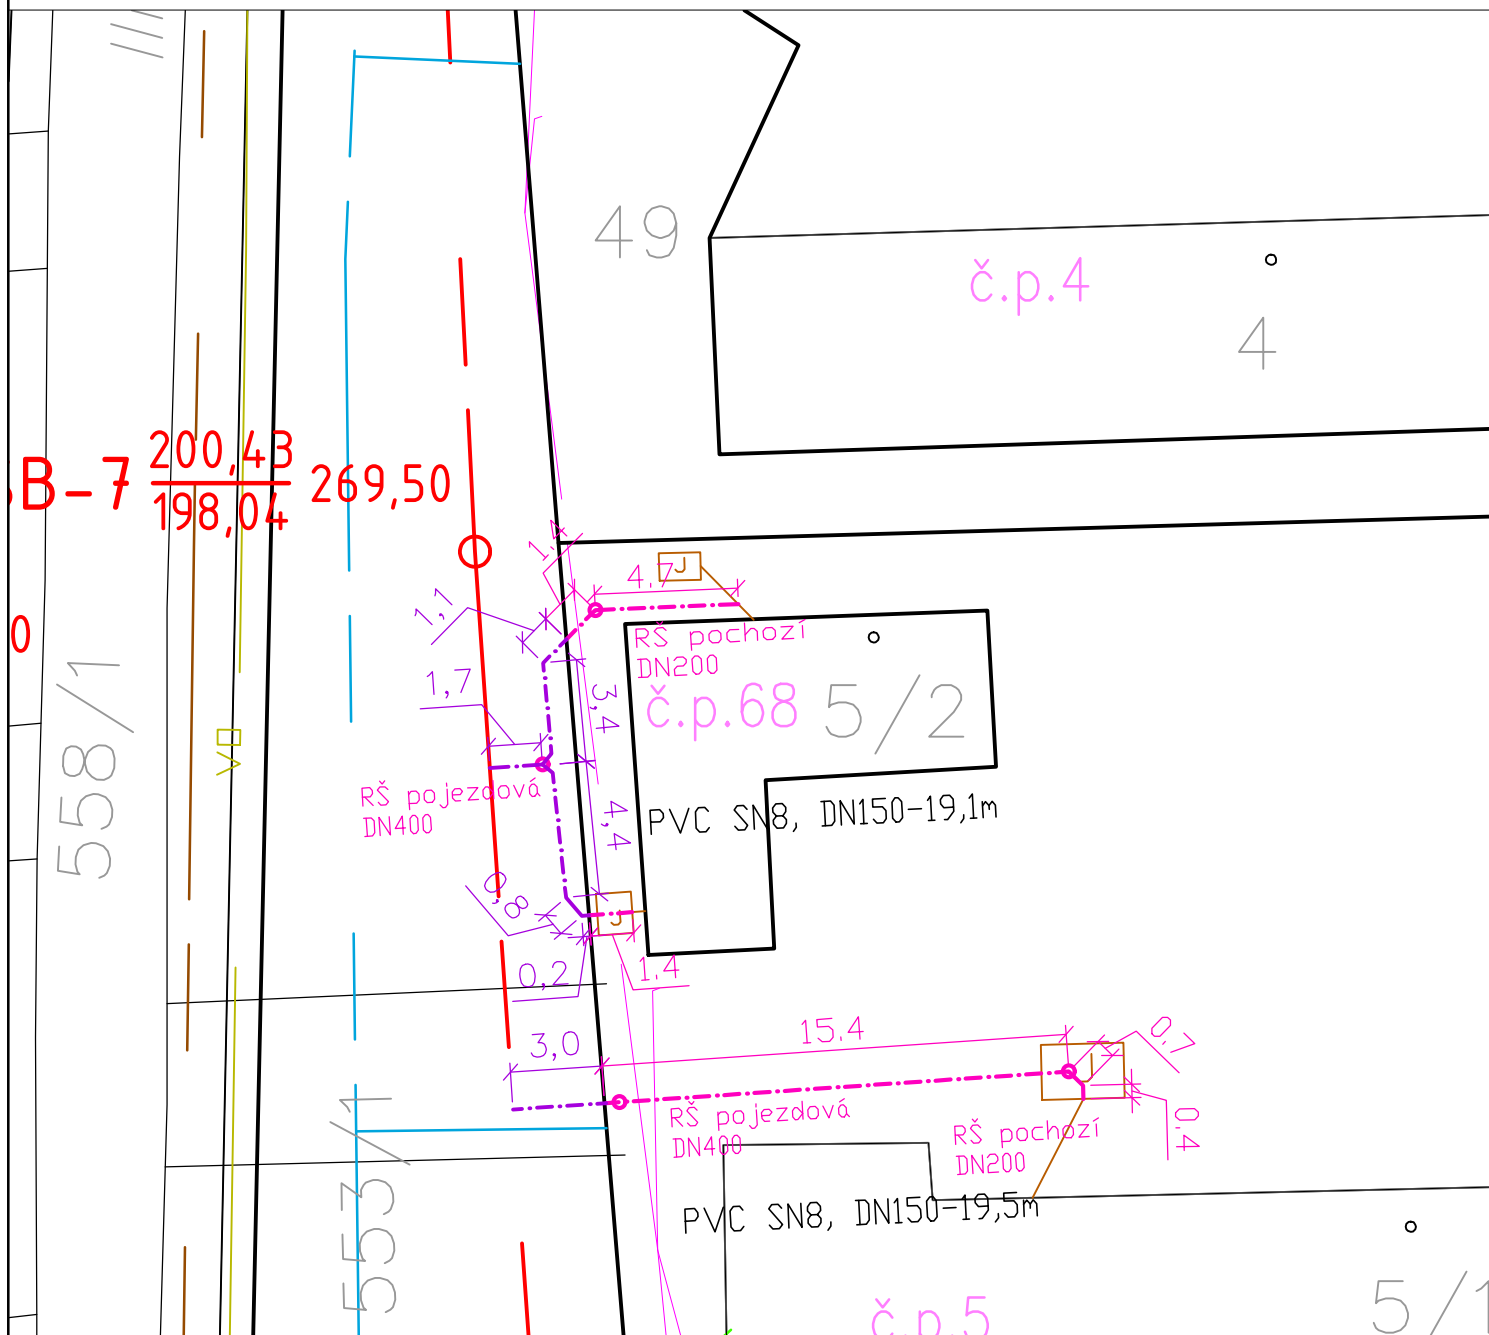 49
č.p.4
4
B-7 200,43
198,04 269,50
0
1,4
4,7
J
1,1
RŠ pochozí
DN200
1,7
3,4
č.p.68
5/2
558/1
VO
RŠ pojezdová
DN400
4,4
PVC SN8, DN150-19,1m
0,8
J
0,2
1.4
3,0
15.4
0,7
J
0,4
RŠ pojezdová
DN400
RŠ pochozí
DN200
553/1
PVC SN8, DN150-19,5m
č.p.5
5/1